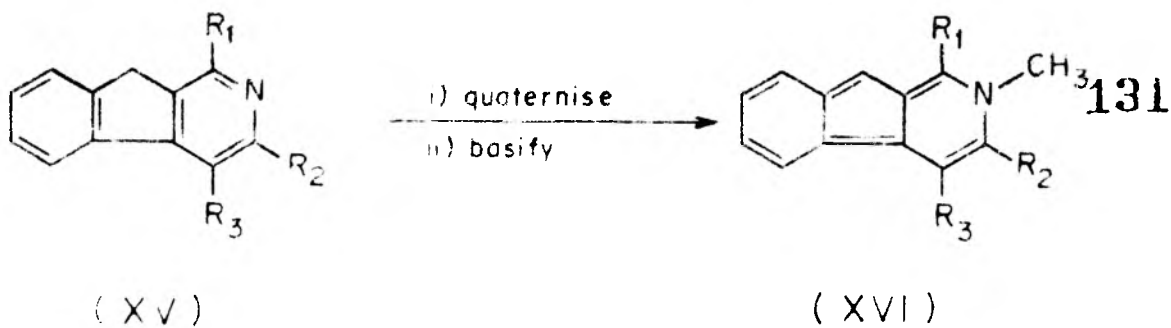 R₁
N
R₂
R₃
(XV)
i) quaternise
ii) basify
R₁
N CH₃
R₂
R₃
(XVI)
131